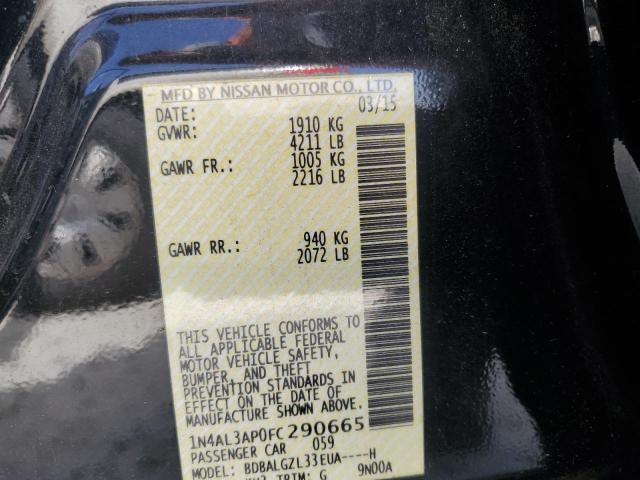 MFD BY NISSAN MOTOR CO., LTD.
DATE: 03/15
GVWR: 1910 KG
4211 LB
GAWR FR.: 1005 KG
2216 LB
GAWR RR.: 940 KG
2072 LB
THIS VEHICLE CONFORMS TO
ALL APPLICABLE FEDERAL
MOTOR VEHICLE SAFETY,
BUMPER, AND THEFT
PREVENTION STANDARDS IN
EFFECT ON THE DATE OF
MANUFACTURE SHOWN ABOVE.
1N4AL3AP0FC290665
PASSENGER CAR 059
MODEL: BDBALGZL33EUA----H
TRIM: G 9N00A